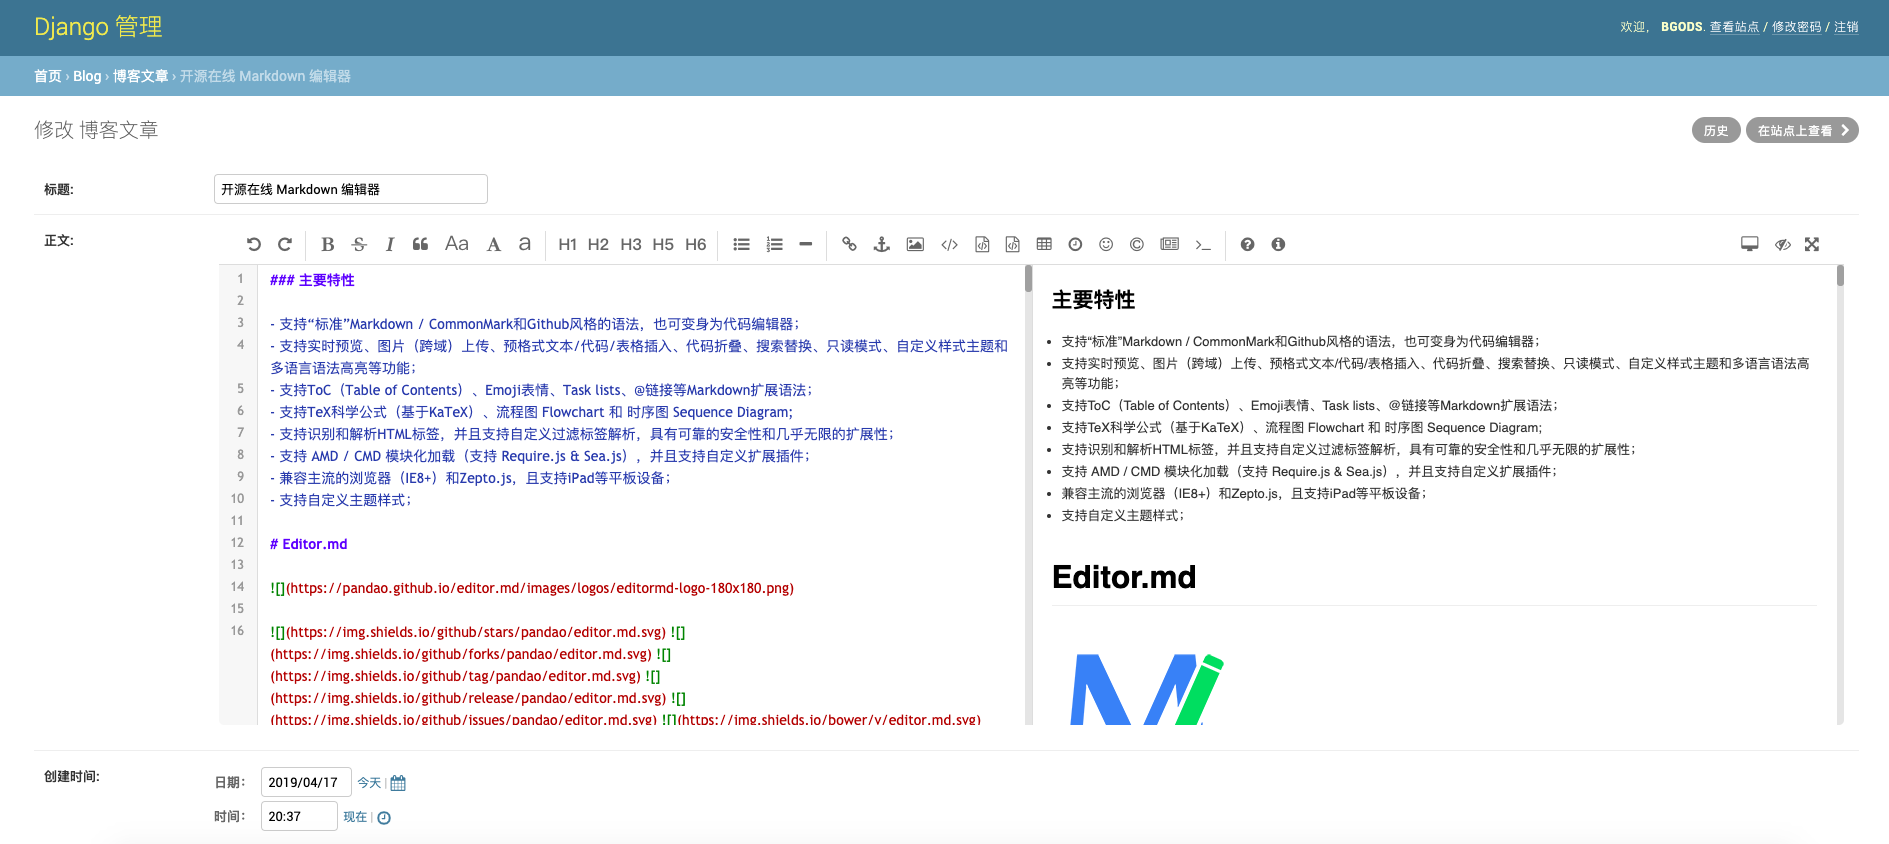 Django 管理
欢迎， BGODS. 查看站点 / 修改密码 / 注销
首页 › Blog › 博客文章 › 开源在线 Markdown 编辑器
修改 博客文章
历史
在站点上查看
标题:
开源在线 Markdown 编辑器
正文:
B S I Aa A a H1 H2 H3 H5 H6
1 ### 主要特性
2
3 - 支持“标准”Markdown / CommonMark和Github风格的语法，也可变身为代码编辑器；
4 - 支持实时预览、图片（跨域）上传、预格式文本/代码/表格插入、代码折叠、搜索替换、只读模式、自定义样式主题和
多语言语法高亮等功能；
5 - 支持ToC（Table of Contents）、Emoji表情、Task lists、@链接等Markdown扩展语法；
6 - 支持TeX科学公式（基于KaTeX）、流程图 Flowchart 和 时序图 Sequence Diagram;
7 - 支持识别和解析HTML标签，并且支持自定义过滤标签解析，具有可靠的安全性和几乎无限的扩展性；
8 - 支持 AMD / CMD 模块化加载（支持 Require.js & Sea.js），并且支持自定义扩展插件；
9 - 兼容主流的浏览器（IE8+）和Zepto.js，且支持iPad等平板设备；
10 - 支持自定义主题样式；
11
12 # Editor.md
13
14 ![](https://pandao.github.io/editor.md/images/logos/editormd-logo-180x180.png)
15
16 ![](https://img.shields.io/github/stars/pandao/editor.md.svg) ![]
(https://img.shields.io/github/forks/pandao/editor.md.svg) ![]
(https://img.shields.io/github/tag/pandao/editor.md.svg) ![]
(https://img.shields.io/github/release/pandao/editor.md.svg) ![]
(https://img.shields.io/github/issues/pandao/editor.md.svg) ![](https://img.shields.io/bower/v/editor.md.svg)
主要特性
• 支持“标准”Markdown / CommonMark和Github风格的语法，也可变身为代码编辑器；
• 支持实时预览、图片（跨域）上传、预格式文本/代码/表格插入、代码折叠、搜索替换、只读模式、自定义样式主题和多语言语法高
亮等功能；
• 支持ToC（Table of Contents）、Emoji表情、Task lists、@链接等Markdown扩展语法；
• 支持TeX科学公式（基于KaTeX）、流程图 Flowchart 和 时序图 Sequence Diagram;
• 支持识别和解析HTML标签，并且支持自定义过滤标签解析，具有可靠的安全性和几乎无限的扩展性；
• 支持 AMD / CMD 模块化加载（支持 Require.js & Sea.js），并且支持自定义扩展插件；
• 兼容主流的浏览器（IE8+）和Zepto.js，且支持iPad等平板设备；
• 支持自定义主题样式；
Editor.md
创建时间:
日期： 2019/04/17 今天 |
时间： 20:37 现在 |